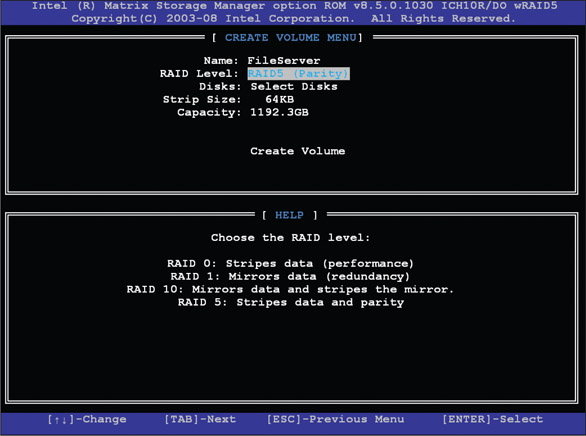 Intel (R) Matrix Storage Manager option ROM v8.5.0.1030 ICH10R/DO wRAID5
Copyright(C) 2003-08 Intel Corporation. All Rights Reserved.
[ CREATE VOLUME MENU]
Name: FileServer
RAID Level: RAID5 (Parity)
Disks: Select Disks
Strip Size: 64KB
Capacity: 1192.3GB
Create Volume
[ HELP ]
Choose the RAID level:
RAID 0: Stripes data (performance)
RAID 1: Mirrors data (redundancy)
RAID 10: Mirrors data and stripes the mirror.
RAID 5: Stripes data and parity
[↑↓]-Change [TAB]-Next [ESC]-Previous Menu [ENTER]-Select